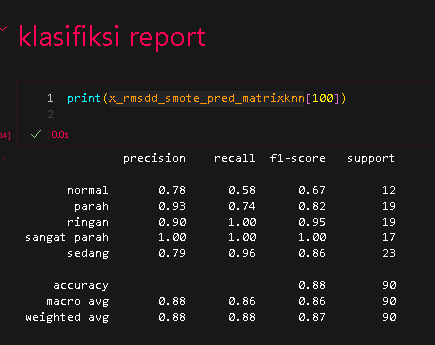 klasifiksi report
1 print(x_rmsdd_smote_pred_matrixknn[100])
2
0.0s
precision recall f1-score support
normal 0.78 0.58 0.67 12
parah 0.93 0.74 0.82 19
ringan 0.90 1.00 0.95 19
sangat parah 1.00 1.00 1.00 17
sedang 0.79 0.96 0.86 23
accuracy 0.88 90
macro avg 0.88 0.86 0.86 90
weighted avg 0.88 0.88 0.87 90